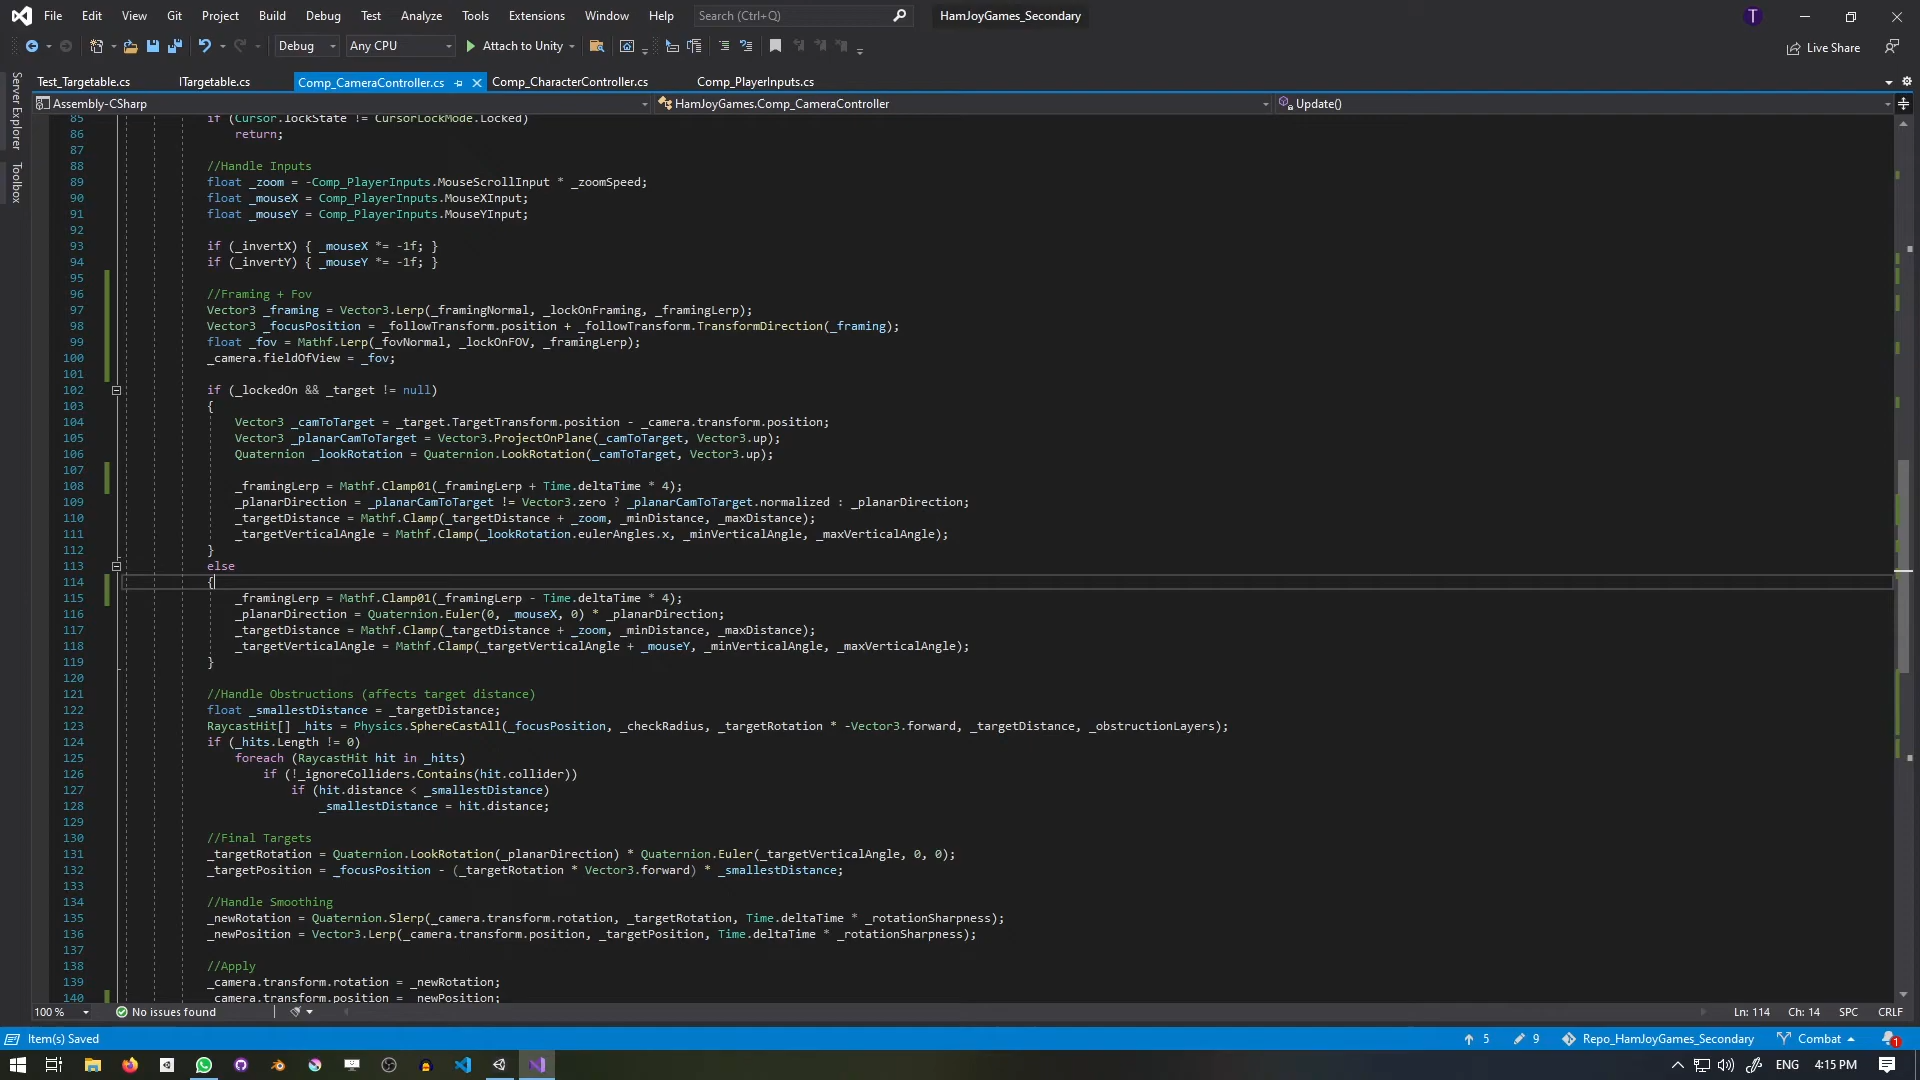 File Edit View Git Project Build Debug Test Analyze Tools Extensions Window Help Search (Ctrl+Q) HamJoyGames_Secondary T
Debug Any CPU Attach to Unity Live Share
Server Explorer
Toolbox
Test_Targetable.cs ITargetable.cs Comp_CameraController.cs Comp_CharacterController.cs Comp_PlayerInputs.cs
Assembly-CSharp HamJoyGames.Comp_CameraController Update()
85 if (Cursor.lockState != CursorLockMode.Locked)
86 return;
87
88 //Handle Inputs
89 float _zoom = -Comp_PlayerInputs.MouseScrollInput * _zoomSpeed;
90 float _mouseX = Comp_PlayerInputs.MouseXInput;
91 float _mouseY = Comp_PlayerInputs.MouseYInput;
92
93 if (_invertX) { _mouseX *= -1f; }
94 if (_invertY) { _mouseY *= -1f; }
95
96 //Framing + Fov
97 Vector3 _framing = Vector3.Lerp(_framingNormal, _lockOnFraming, _framingLerp);
98 Vector3 _focusPosition = _followTransform.position + _followTransform.TransformDirection(_framing);
99 float _fov = Mathf.Lerp(_fovNormal, _lockOnFOV, _framingLerp);
100 _camera.fieldOfView = _fov;
101
102 if (_lockedOn && _target != null)
103 {
104 Vector3 _camToTarget = _target.TargetTransform.position - _camera.transform.position;
105 Vector3 _planarCamToTarget = Vector3.ProjectOnPlane(_camToTarget, Vector3.up);
106 Quaternion _lookRotation = Quaternion.LookRotation(_camToTarget, Vector3.up);
107
108 _framingLerp = Mathf.Clamp01(_framingLerp + Time.deltaTime * 4);
109 _planarDirection = _planarCamToTarget != Vector3.zero ? _planarCamToTarget.normalized : _planarDirection;
110 _targetDistance = Mathf.Clamp(_targetDistance + _zoom, _minDistance, _maxDistance);
111 _targetVerticalAngle = Mathf.Clamp(_lookRotation.eulerAngles.x, _minVerticalAngle, _maxVerticalAngle);
112 }
113 else
114 {
115 _framingLerp = Mathf.Clamp01(_framingLerp - Time.deltaTime * 4);
116 _planarDirection = Quaternion.Euler(0, _mouseX, 0) * _planarDirection;
117 _targetDistance = Mathf.Clamp(_targetDistance + _zoom, _minDistance, _maxDistance);
118 _targetVerticalAngle = Mathf.Clamp(_targetVerticalAngle + _mouseY, _minVerticalAngle, _maxVerticalAngle);
119 }
120
121 //Handle Obstructions (affects target distance)
122 float _smallestDistance = _targetDistance;
123 RaycastHit[] _hits = Physics.SphereCastAll(_focusPosition, _checkRadius, _targetRotation * -Vector3.forward, _targetDistance, _obstructionLayers);
124 if (_hits.Length != 0)
125 foreach (RaycastHit hit in _hits)
126 if (!_ignoreColliders.Contains(hit.collider))
127 if (hit.distance < _smallestDistance)
128 _smallestDistance = hit.distance;
129
130 //Final Targets
131 _targetRotation = Quaternion.LookRotation(_planarDirection) * Quaternion.Euler(_targetVerticalAngle, 0, 0);
132 _targetPosition = _focusPosition - (_targetRotation * Vector3.forward) * _smallestDistance;
133
134 //Handle Smoothing
135 _newRotation = Quaternion.Slerp(_camera.transform.rotation, _targetRotation, Time.deltaTime * _rotationSharpness);
136 _newPosition = Vector3.Lerp(_camera.transform.position, _targetPosition, Time.deltaTime * _rotationSharpness);
137
138 //Apply
139 _camera.transform.rotation = _newRotation;
140 _camera.transform.position = _newPosition;
100 % No issues found Ln: 114 Ch: 14 SPC CRLF
Item(s) Saved 5 9 Repo_HamJoyGames_Secondary Combat 1
ENG 4:15 PM